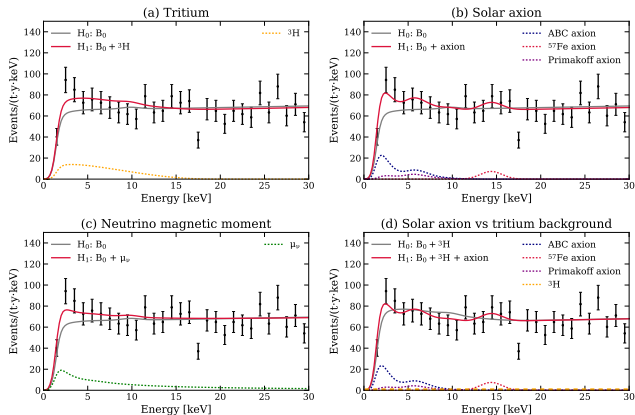 (a) Tritium
H₀: B₀
H₁: B₀ + ³H
³H
Events/(t·y·keV)
0 20 40 60 80 100 120 140
0 5 10 15 20 25 30
Energy [keV]
(b) Solar axion
H₀: B₀
H₁: B₀ + axion
ABC axion
⁵⁷Fe axion
Primakoff axion
Events/(t·y·keV)
0 20 40 60 80 100 120 140
0 5 10 15 20 25 30
Energy [keV]
(c) Neutrino magnetic moment
H₀: B₀
H₁: B₀ + μᵥ
μᵥ
Events/(t·y·keV)
0 20 40 60 80 100 120 140
0 5 10 15 20 25 30
Energy [keV]
(d) Solar axion vs tritium background
H₀: B₀ + ³H
H₁: B₀ + ³H + axion
ABC axion
⁵⁷Fe axion
Primakoff axion
³H
Events/(t·y·keV)
0 20 40 60 80 100 120 140
0 5 10 15 20 25 30
Energy [keV]